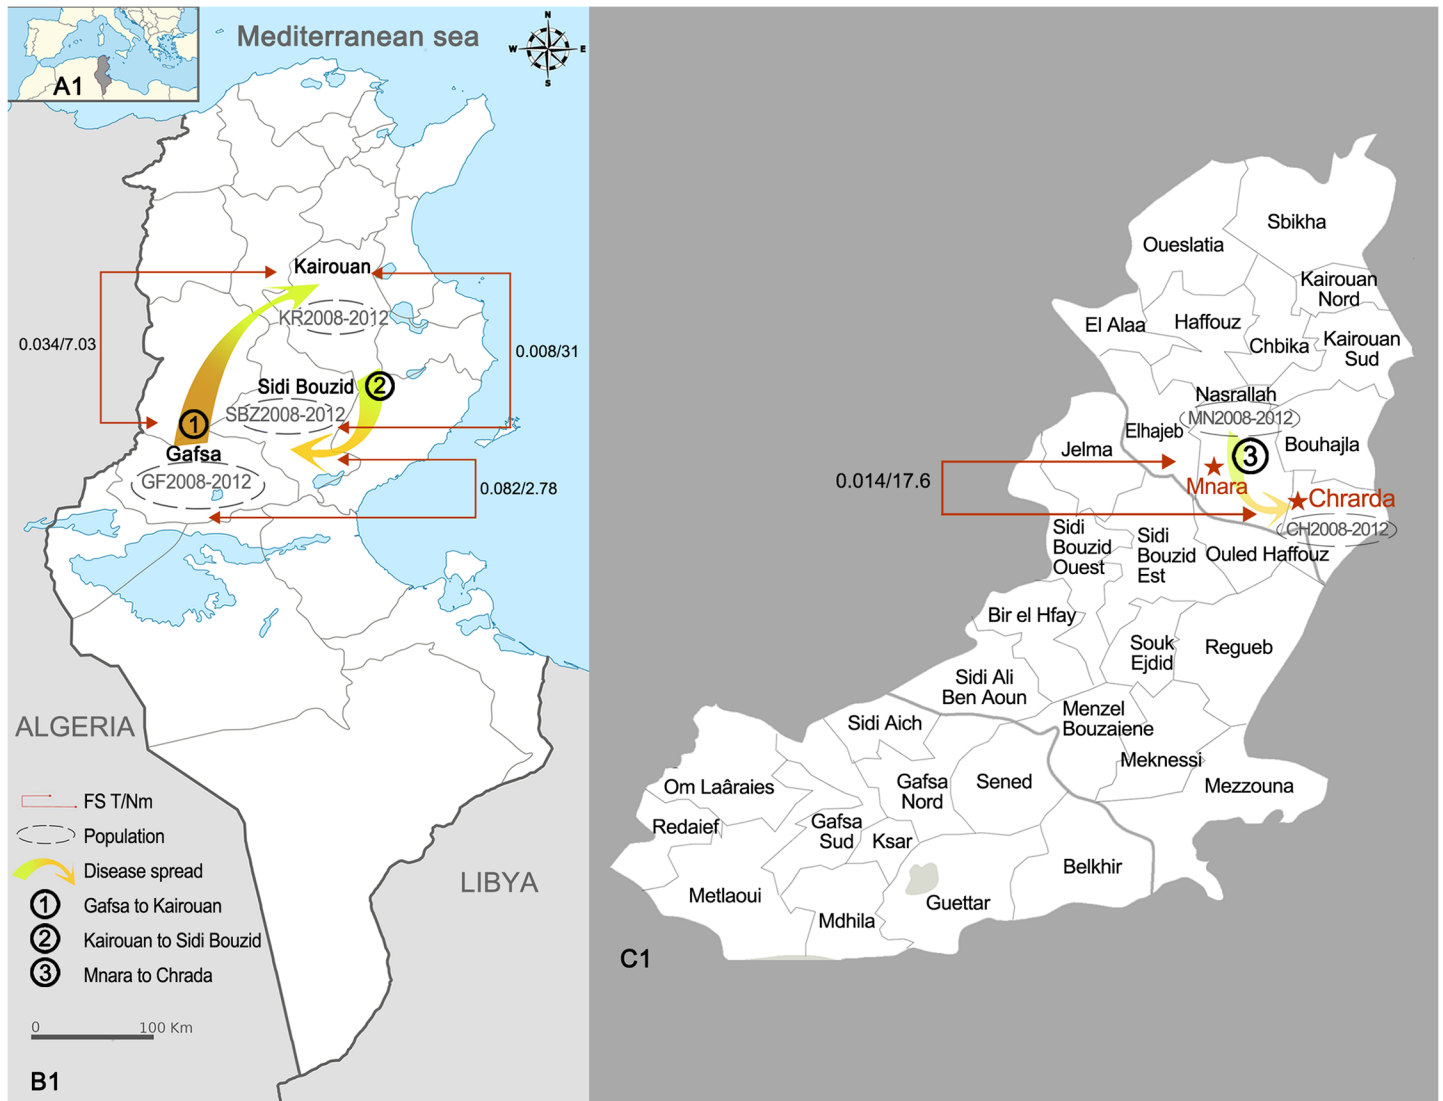 Mediterranean sea
N
W
E
S
A1
Kairouan
KR2008-2012
0.034/7.03
0.008/31
Sidi Bouzid
2
SBZ2008-2012
1
Gafsa
GF2008-2012
0.082/2.78
ALGERIA
LIBYA
FS T/Nm
Population
Disease spread
1 Gafsa to Kairouan
2 Kairouan to Sidi Bouzid
3 Mnara to Chrada
0 100 Km
B1
Sbikha
Oueslatia
Kairouan
Nord
El Alaa
Haffouz
Chbika
Kairouan
Sud
Nasrallah
MN2008-2012
Elhajeb
Bouhajla
Jelma
3
Mnara
Chrarda
CH2008-2012
0.014/17.6
Sidi
Bouzid
Ouest
Sidi
Bouzid
Est
Ouled Haffouz
Bir el Hfay
Souk
Ejdid
Regueb
Sidi Ali
Ben Aoun
Menzel
Bouzaiene
Sidi Aich
Meknessi
Mezzouna
Om Laâraies
Gafsa
Nord
Sened
Redaief
Gafsa
Sud
Ksar
Belkhir
Metlaoui
Mdhila
Guettar
C1